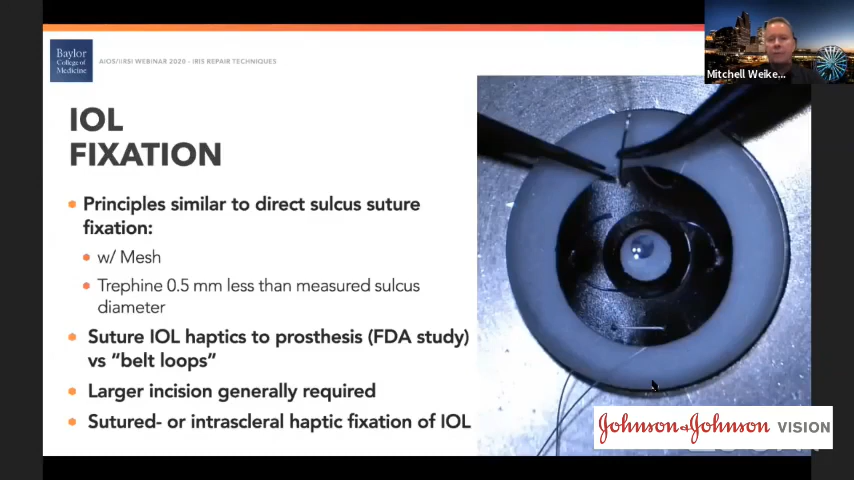 Baylor
College of
Medicine
AIOS/IIRSI WEBINAR 2020 - IRIS REPAIR TECHNIQUES
Mitchell Weike...
IOL
FIXATION
Principles similar to direct sulcus suture
fixation:
w/ Mesh
Trephine 0.5 mm less than measured sulcus
diameter
Suture IOL haptics to prosthesis (FDA study)
vs “belt loops”
Larger incision generally required
Sutured- or intrascleral haptic fixation of IOL
Johnson & Johnson VISION